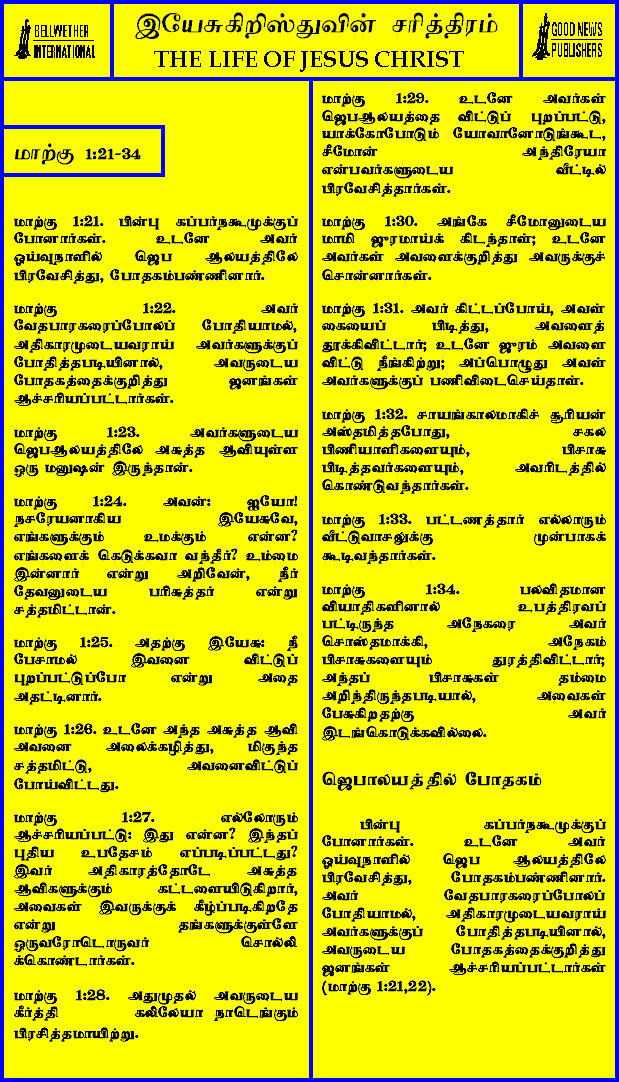 BELLWETHER
INTERNATIONAL
இயேசுகிறிஸ்துவின் சரித்திரம்
THE LIFE OF JESUS CHRIST
GOOD NEWS
PUBLISHERS
மாற்கு 1:21-34
மாற்கு 1:21. பின்பு கப்பர்நகூமுக்குப்
போனார்கள். உடனே அவர்
ஓய்வுநாளில் ஜெப ஆலயத்திலே
பிரவேசித்து, போதகம்பண்ணினார்.
மாற்கு 1:22. அவர்
வேதபாரகரைப்போலப் போதியாமல்,
அதிகாரமுடையவராய் அவர்களுக்குப்
போதித்தபடியினால், அவருடைய
போதகத்தைக்குறித்து ஜனங்கள்
ஆச்சரியப்பட்டார்கள்.
மாற்கு 1:23. அவர்களுடைய
ஜெபஆலயத்திலே அசுத்த ஆவியுள்ள
ஒரு மனுஷன் இருந்தான்.
மாற்கு 1:24. அவன்: ஐயோ!
நசரேயனாகிய இயேசுவே,
எங்களுக்கும் உமக்கும் என்ன?
எங்களைக் கெடுக்கவா வந்தீர்? உம்மை
இன்னார் என்று அறிவேன், நீர்
தேவனுடைய பரிசுத்தர் என்று
சத்தமிட்டான்.
மாற்கு 1:25. அதற்கு இயேசு: நீ
பேசாமல் இவனை விட்டுப்
புறப்பட்டுப்போ என்று அதை
அதட்டினார்.
மாற்கு 1:26. உடனே அந்த அசுத்த ஆவி
அவனை அலைக்கழித்து, மிகுந்த
சத்தமிட்டு, அவனைவிட்டுப்
போய்விட்டது.
மாற்கு 1:27. எல்லோரும்
ஆச்சரியப்பட்டு: இது என்ன? இந்தப்
புதிய உபதேசம் எப்படிப்பட்டது?
இவர் அதிகாரத்தோடே அசுத்த
ஆவிகளுக்கும் கட்டளையிடுகிறார்,
அவைகள் இவருக்குக் கீழ்ப்படிகிறதே
என்று தங்களுக்குள்ளே
ஒருவரோடொருவர் சொல்லி
க்கொண்டார்கள்.
மாற்கு 1:28. அதுமுதல் அவருடைய
கீர்த்தி கலிலேயா நாடெங்கும்
பிரசித்தமாயிற்று.
மாற்கு 1:29. உடனே அவர்கள்
ஜெபஆலயத்தை விட்டுப் புறப்பட்டு,
யாக்கோபோடும் யோவானோடுங்கூட,
சீமோன் அந்திரேயா
என்பவர்களுடைய வீட்டில்
பிரவேசித்தார்கள்.
மாற்கு 1:30. அங்கே சீமோனுடைய
மாமி ஜுரமாய்க் கிடந்தாள்; உடனே
அவர்கள் அவளைக்குறித்து அவருக்குச்
சொன்னார்கள்.
மாற்கு 1:31. அவர் கிட்டப்போய், அவள்
கையைப் பிடித்து, அவளைத்
தூக்கிவிட்டார்; உடனே ஜுரம் அவளை
விட்டு நீங்கிற்று; அப்பொழுது அவள்
அவர்களுக்குப் பணிவிடைசெய்தாள்.
மாற்கு 1:32. சாயங்காலமாகிச் சூரியன்
அஸ்தமித்தபோது, சகல
பிணியாளிகளையும், பிசாசு
பிடித்தவர்களையும், அவரிடத்தில்
கொண்டுவந்தார்கள்.
மாற்கு 1:33. பட்டணத்தார் எல்லாரும்
வீட்டுவாசலுக்கு முன்பாகக்
கூடிவந்தார்கள்.
மாற்கு 1:34. பலவிதமான
வியாதிகளினால் உபத்திரவப்
பட்டிருந்த அநேகரை அவர்
சொஸ்தமாக்கி, அநேகம்
பிசாசுகளையும் துரத்திவிட்டார்;
அந்தப் பிசாசுகள் தம்மை
அறிந்திருந்தபடியால், அவைகள்
பேசுகிறதற்கு அவர்
இடங்கொடுக்கவில்லை.
ஜெபாலயத்தில் போதகம்
பின்பு கப்பர்நகூமுக்குப்
போனார்கள். உடனே அவர்
ஓய்வுநாளில் ஜெப ஆலயத்திலே
பிரவேசித்து, போதகம்பண்ணினார்.
அவர் வேதபாரகரைப்போலப்
போதியாமல், அதிகாரமுடையவராய்
அவர்களுக்குப் போதித்தபடியினால்,
அவருடைய போதகத்தைக்குறித்து
ஜனங்கள் ஆச்சரியப்பட்டார்கள்
(மாற்கு 1:21,22).